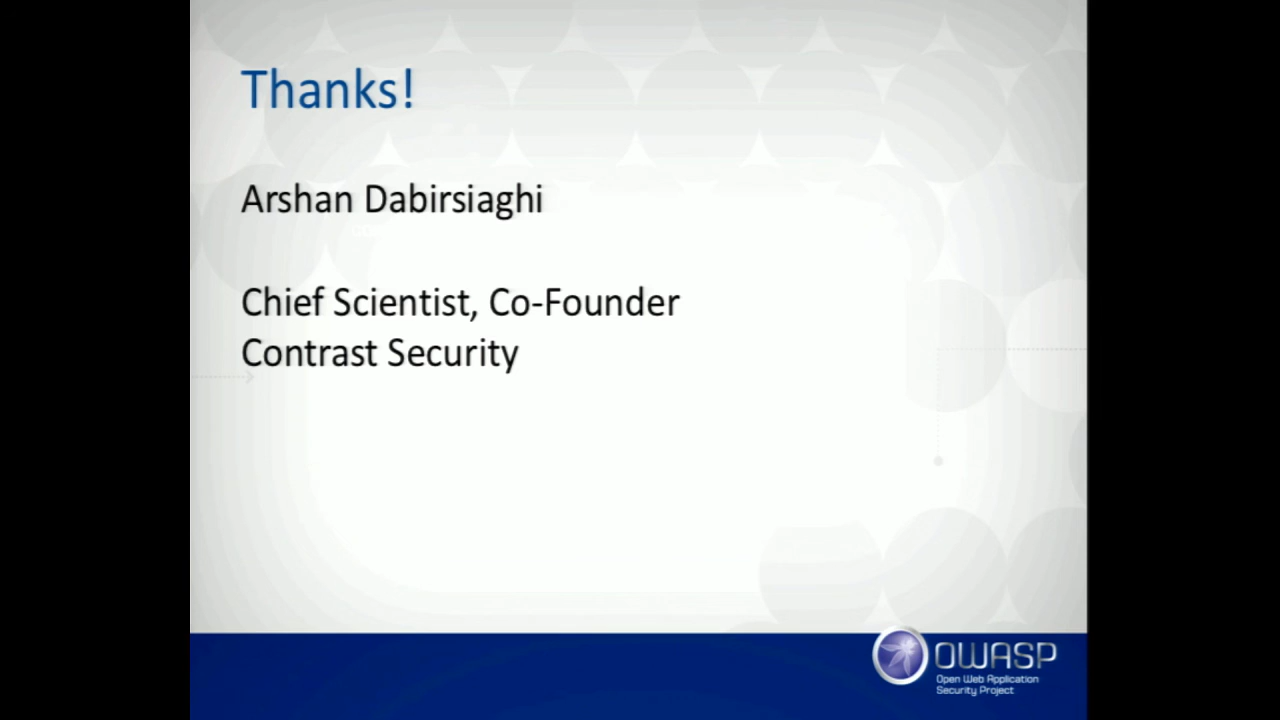 Thanks!
Arshan Dabirsiaghi
Chief Scientist, Co-Founder
Contrast Security
OWASP
Open Web Application
Security Project